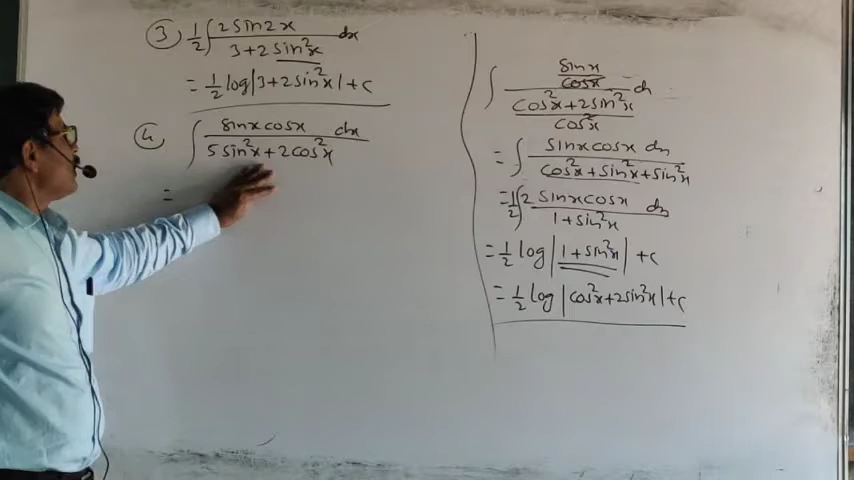 3) 1/2 ∫ 2 sin2x / 3+2 sin²x dx
= 1/2 log|3+2 sin²x| + c
4) ∫ sinx cosx / 5 sin²x + 2 cos²x dx
=
∫ sinx/cosx / cos²x+2 sin²x/cos²x dx
= ∫ sinx cosx dx / cos²x + sin²x + sin²x
= 1/2 ∫ 2 sinx cosx / 1+ sin²x dx
= 1/2 log |1+ sin²x| + c
= 1/2 log |cos²x+2 sin²x| + c